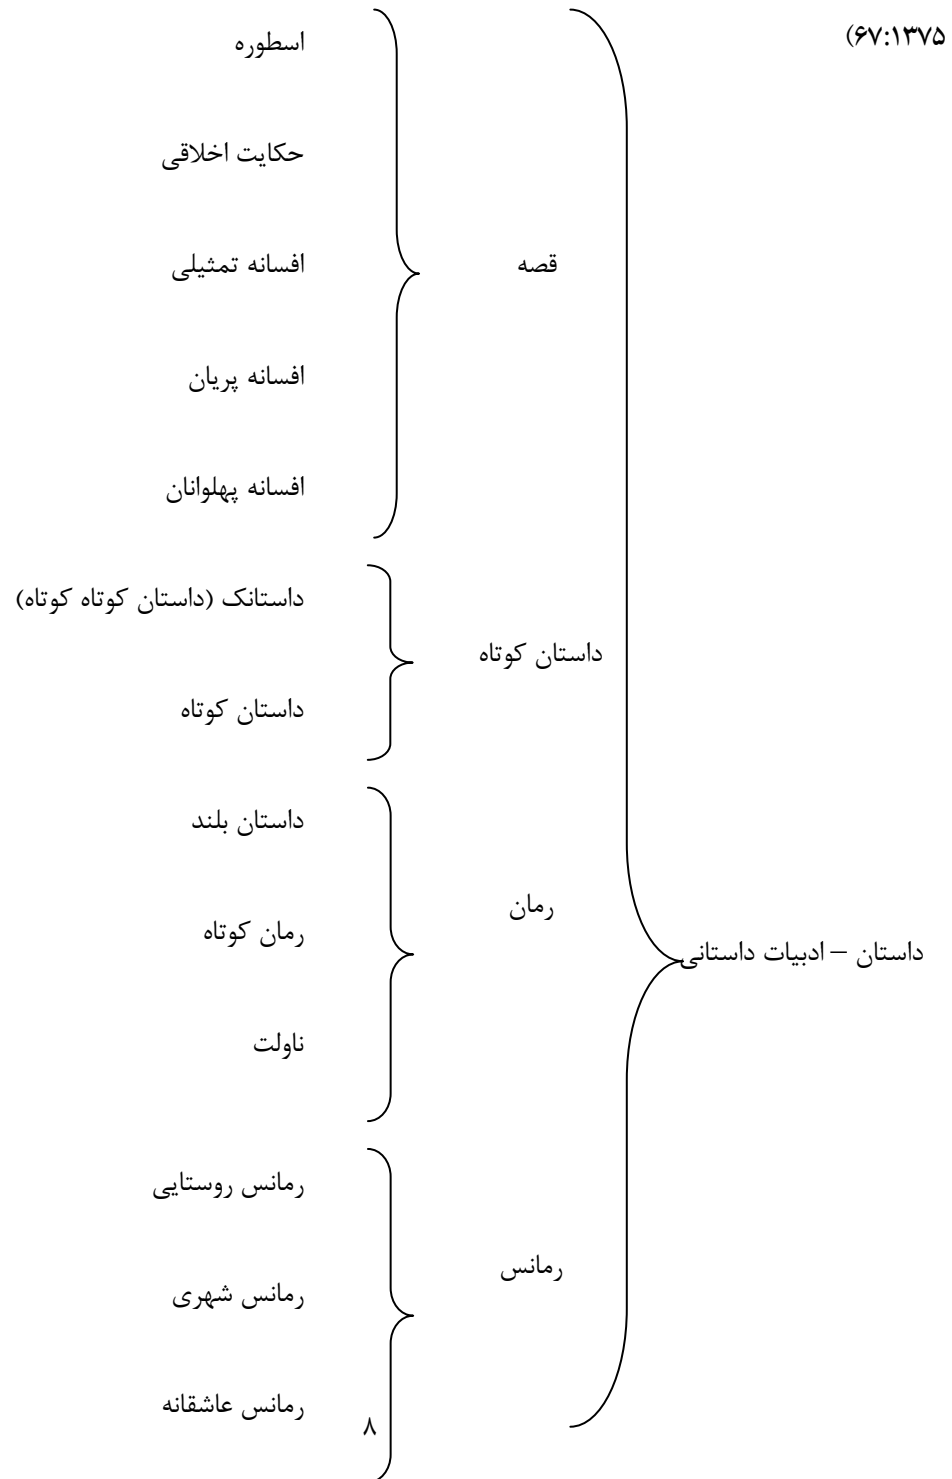 ۶۷:۱۳۷۵)
داستان – ادبیات داستانی
قصه
اسطوره
حکایت اخلاقی
افسانه تمثیلی
افسانه پریان
افسانه پهلوانان
داستان کوتاه
داستانک (داستان کوتاه کوتاه)
داستان کوتاه
رمان
داستان بلند
رمان کوتاه
ناولت
رمانس
رمانس روستایی
رمانس شهری
رمانس عاشقانه
۸